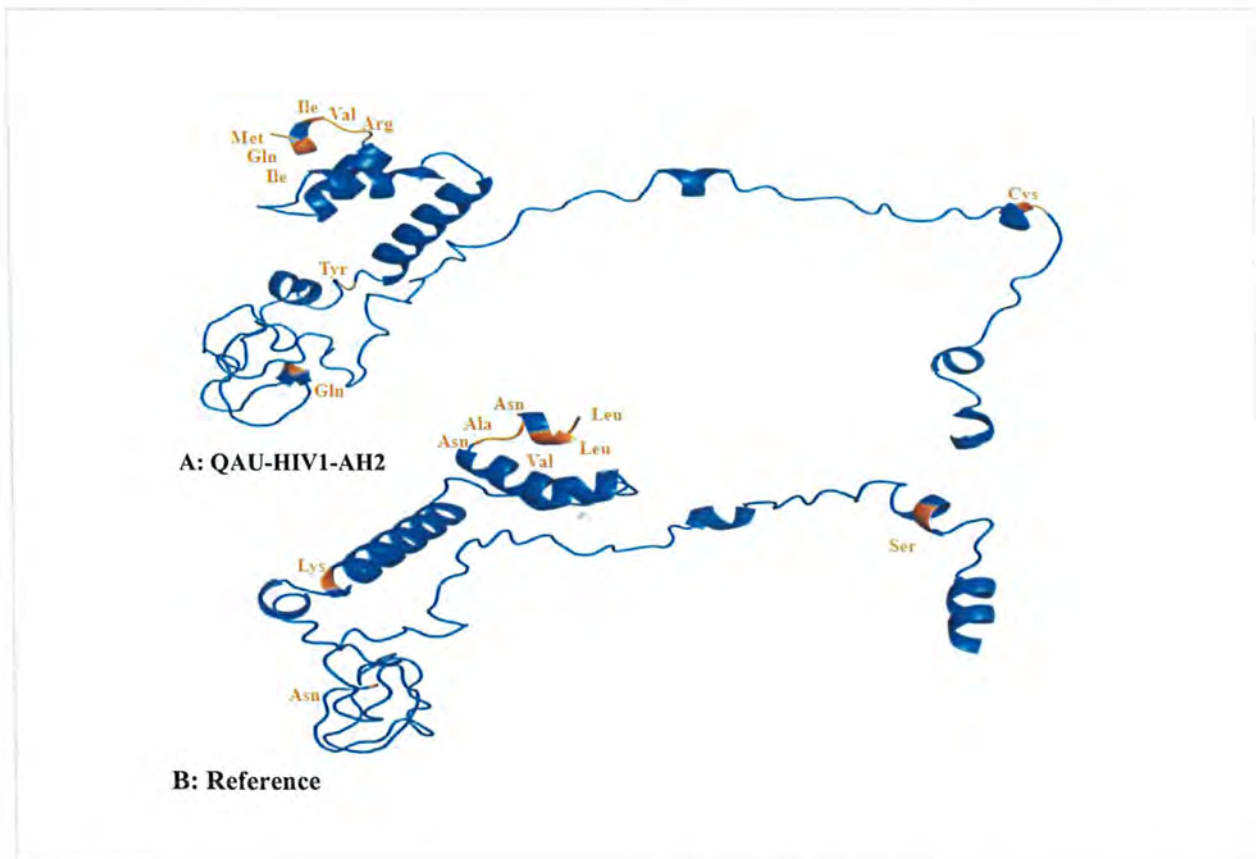 Ile Val Arg
Met
Gln
Ile
Cys
Tyr
Gln
A: QAU-HIV1-AH2
Asn
Leu
Ala
Asn
Leu
Val
Ser
Lys
Asn
B: Reference